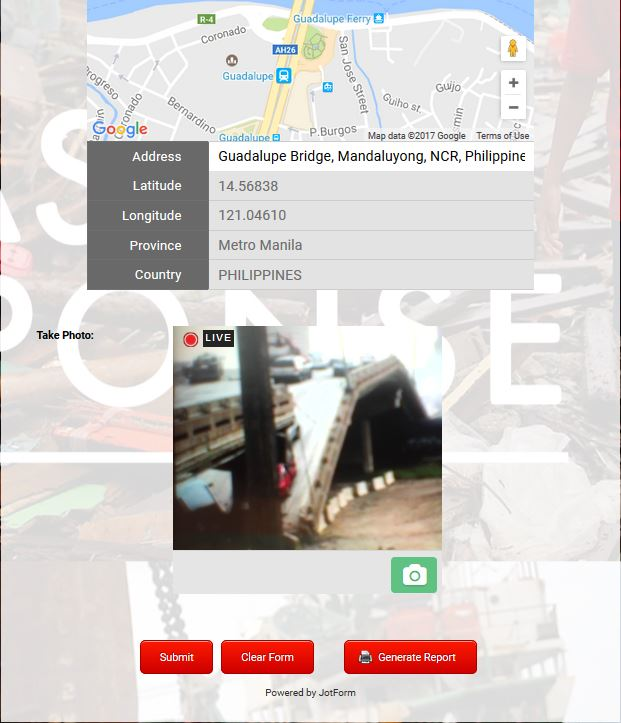 R-4
Guadalupe Ferry
Coronado
AH26
Guadalupe
San Jose Street
Guiho st.
Guijo
Bernardino
P.Burgos
Guadalupe
Google
Map data ©2017 Google
Terms of Use
Address
Guadalupe Bridge, Mandaluyong, NCR, Philippine
Latitude
14.56838
Longitude
121.04610
Province
Metro Manila
Country
PHILIPPINES
Take Photo:
LIVE
Submit
Clear Form
Generate Report
Powered by JotForm